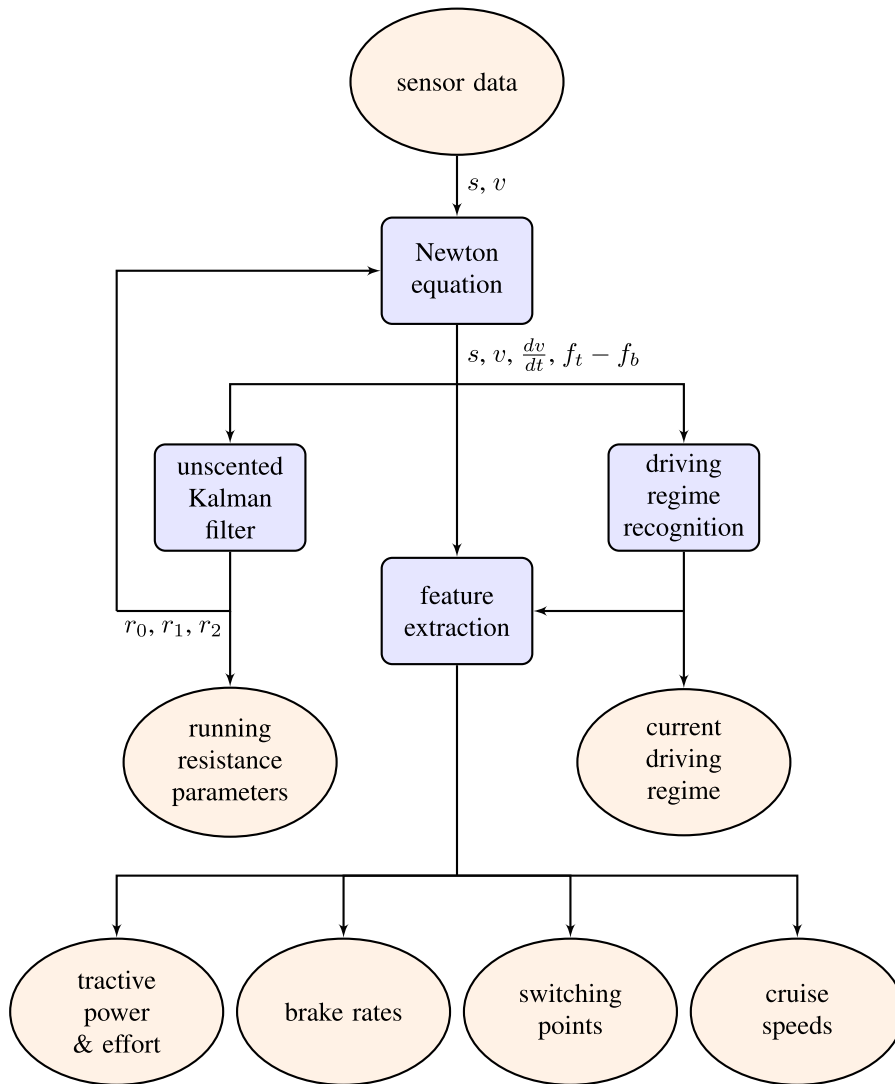 sensor data
s, v
Newton
equation
s, v, dv/dt, f_t − f_b
unscented
Kalman
filter
driving
regime
recognition
feature
extraction
r_0, r_1, r_2
running
resistance
parameters
current
driving
regime
tractive
power
& effort
brake rates
switching
points
cruise
speeds